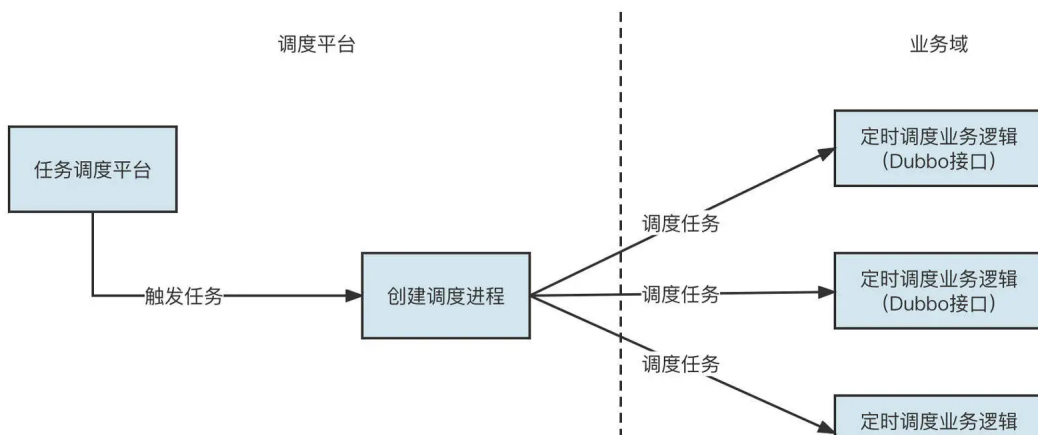 调度平台
业务域
任务调度平台
触发任务
创建调度进程
调度任务
调度任务
调度任务
定时调度业务逻辑
(Dubbo接口)
定时调度业务逻辑
(Dubbo接口)
定时调度业务逻辑